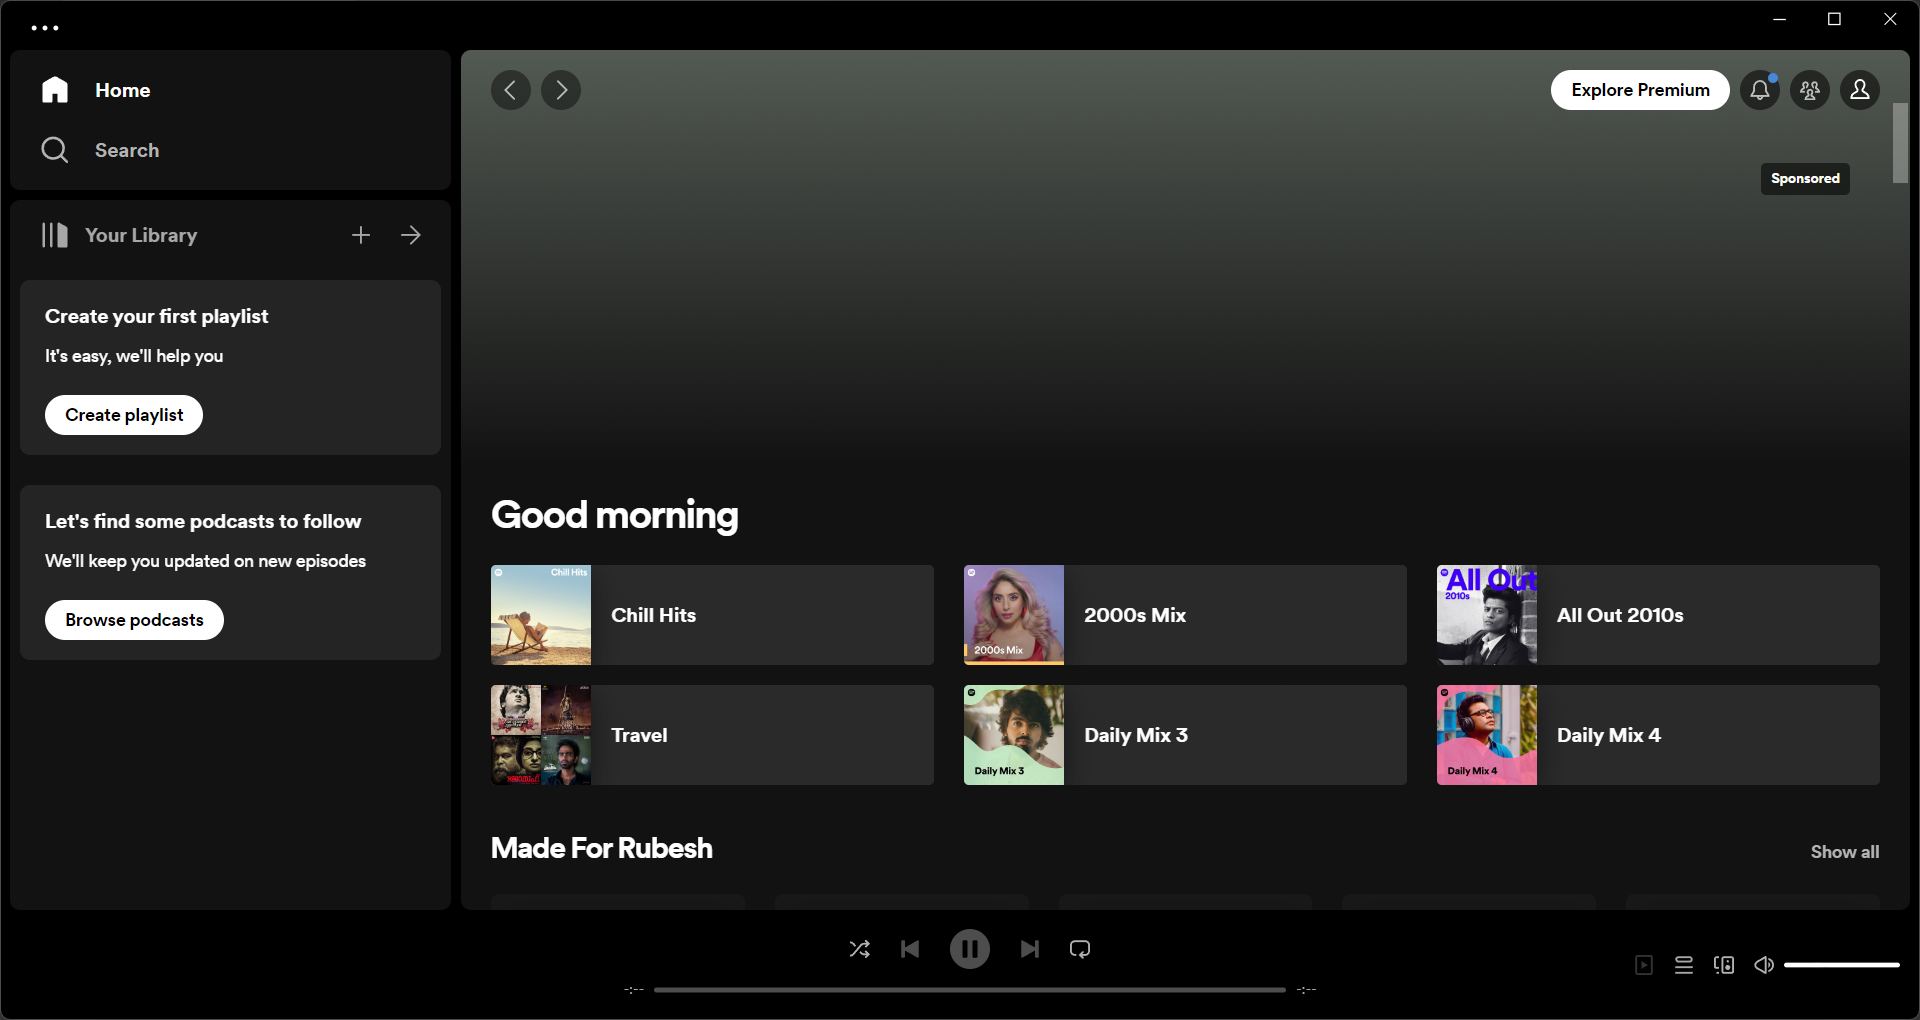 Home
Search
Your Library
Create your first playlist
It's easy, we'll help you
Create playlist
Let's find some podcasts to follow
We'll keep you updated on new episodes
Browse podcasts
Explore Premium
Sponsored
Good morning
Chill Hits
Chill Hits
2000s Mix
2000s Mix
All Out
2010s
All Out 2010s
Travel
Daily Mix 3
Daily Mix 3
Daily Mix 4
Daily Mix 4
Made For Rubesh
Show all
-:--
-:--